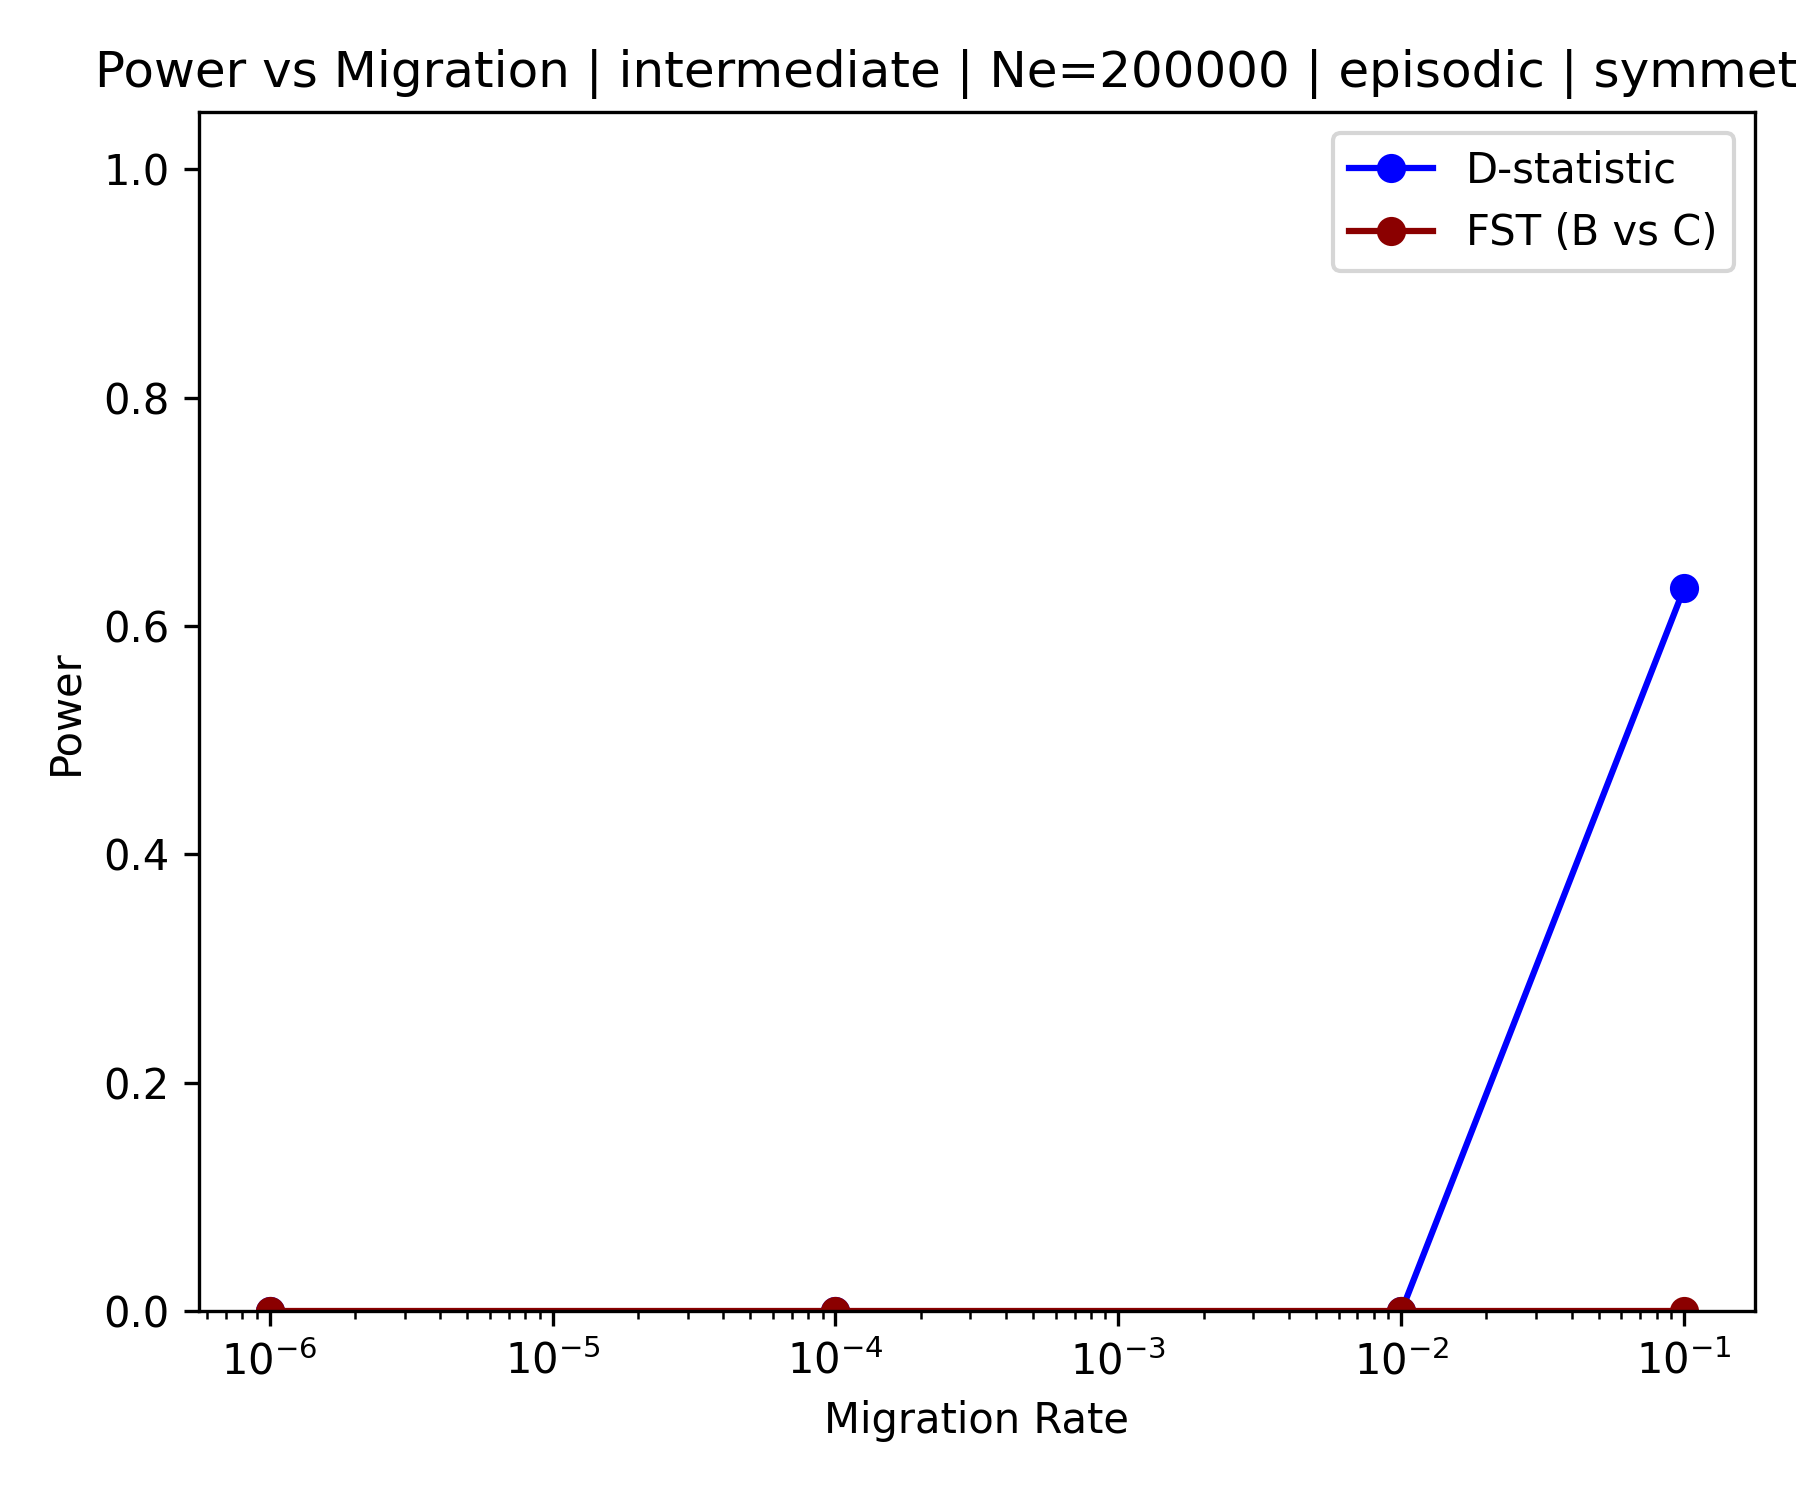 Power vs Migration | intermediate | Ne=200000 | episodic | symmet
D-statistic
FST (B vs C)
Power
1.0
0.8
0.6
0.4
0.2
0.0
10⁻⁶ 10⁻⁵ 10⁻⁴ 10⁻³ 10⁻² 10⁻¹
Migration Rate